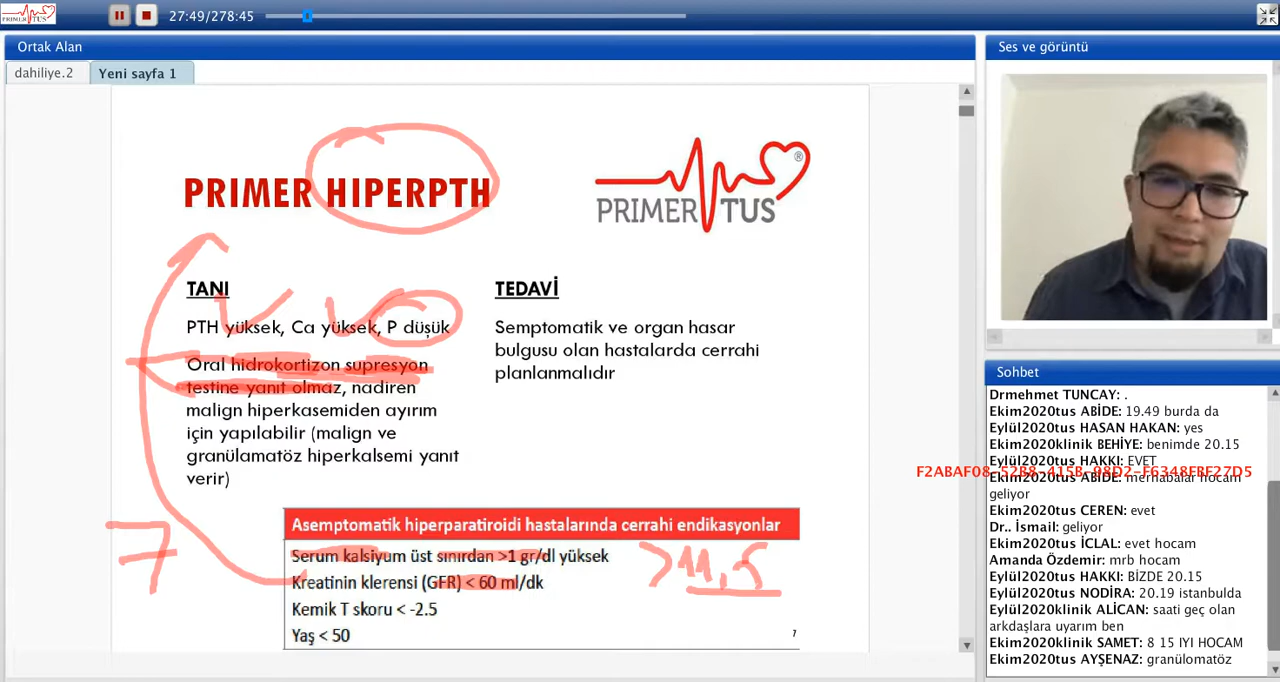 PRIMER TUS
27:49/278:45
Ortak Alan
dahiliye.2
Yeni sayfa 1
PRIMER HIPERPTH
PRIMER TUS
®
TANI
PTH yüksek, Ca yüksek, P düşük
Oral hidrokortizon supresyon
testine yanıt olmaz, nadiren
malign hiperkasemiden ayırım
için yapılabilir (malign ve
granülamatöz hiperkalsemi yanıt
verir)
TEDAVİ
Semptomatik ve organ hasar
bulgusu olan hastalarda cerrahi
planlanmalıdır
Asemptomatik hiperparatiroidi hastalarında cerrahi endikasyonlar
Serum kalsiyum üst sınırdan >1 gr/dl yüksek
Kreatinin klerensi (GFR) < 60 ml/dk
Kemik T skoru < -2.5
Yaş < 50
>11,5
7
7
Ses ve görüntü
Sohbet
Drmehmet TUNCAY: .
Ekim2020tus ABİDE: 19.49 burda da
Eylül2020tus HASAN HAKAN: yes
Ekim2020klinik BEHİYE: benimde 20.15
Eylül2020tus HAKKI: EVET
F2ABAF08-52B8-415B-98D2-F6348FBF27D5
Ekim2020tus ABİDE: merhabalar hocam
geliyor
Ekim2020tus CEREN: evet
Dr.. İsmail: geliyor
Ekim2020tus İCLAL: evet hocam
Amanda Özdemir: mrb hocam
Eylül2020tus HAKKI: BİZDE 20.15
Eylül2020tus NODİRA: 20.19 istanbulda
Eylül2020klinik ALİCAN: saati geç olan
arkdaşlara uyarım ben
Ekim2020klinik SAMET: 8 15 IYI HOCAM
Ekim2020tus AYŞENAZ: granülomatöz